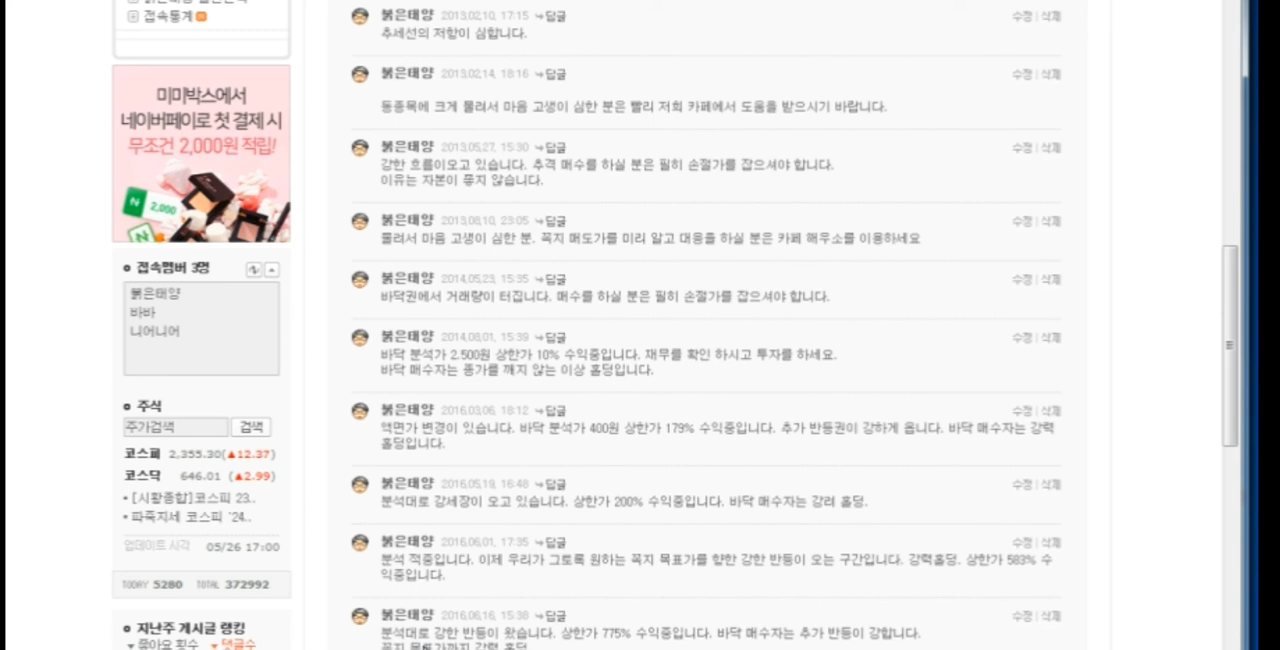 접속통계
미미박스에서
네이버페이로 첫 결제 시
무조건 2,000원 적립!
N 2,000
N
접속멤버 3명
붉은태양
바바
니어니어
주식
주가검색 검색
코스피 2,355.30(▲12.37)
코스닥 646.01 (▲2.99)
[시황종합]코스피 23..
파죽지세 코스피 '24..
업데이트 시각 05/26 17:00
TODAY 5280 TOTAL 372992
지난주 게시글 랭킹
▼좋아요 횟수 ▼댓글수
붉은태양 2013.02.10, 17:15 답글 수정 | 삭제
추세선의 저항이 심합니다.
붉은태양 2013.02.14, 18:16 답글 수정 | 삭제
동종목에 크게 물려서 마음 고생이 심한 분은 빨리 저희 카페에서 도움을 받으시기 바랍니다.
붉은태양 2013.05.27, 15:30 답글 수정 | 삭제
강한 흐름이오고 있습니다. 추격 매수를 하실 분은 필히 손절가를 잡으셔야 합니다.
이유는 자본이 좋지 않습니다.
붉은태양 2013.08.10, 23:05 답글 수정 | 삭제
물려서 마음 고생이 심한 분. 꼭지 매도가를 미리 알고 대응을 하실 분은 카페 해우소를 이용하세요
붉은태양 2014.05.23, 15:35 답글 수정 | 삭제
바닥권에서 거래량이 터집니다. 매수를 하실 분은 필히 손절가를 잡으셔야 합니다.
붉은태양 2014.08.01, 15:39 답글 수정 | 삭제
바닥 분석가 2.500원 상한가 10% 수익중입니다. 재무를 확인 하시고 투자를 하세요.
바닥 매수자는 종가를 깨지 않는 이상 홀딩입니다.
붉은태양 2016.03.06, 18:12 답글 수정 | 삭제
액면가 변경이 있습니다. 바닥 분석가 400원 상한가 179% 수익중입니다. 추가 반등권이 강하게 옵니다. 바닥 매수자는 강력
홀딩입니다.
붉은태양 2016.05.19, 16:48 답글 수정 | 삭제
분석대로 강세장이 오고 있습니다. 상한가 200% 수익중입니다. 바닥 매수자는 강려 홀딩.
붉은태양 2016.06.01, 17:35 답글 수정 | 삭제
분석 적중입니다. 이제 우리가 그토록 원하는 꼭지 목표가를 향한 강한 반등이 오는 구간입니다. 강력홀딩. 상한가 583% 수
익중입니다.
붉은태양 2016.06.16, 15:38 답글 수정 | 삭제
분석대로 강한 반등이 왔습니다. 상한가 775% 수익중입니다. 바닥 매수자는 추가 반등이 강합니다.